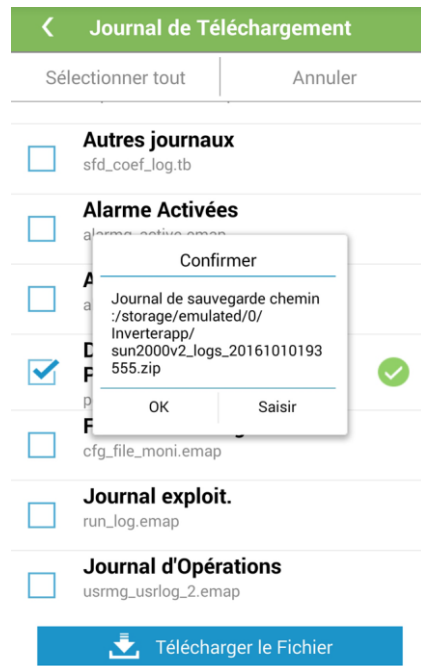 Journal de Téléchargement
Sélectionner tout
Annuler
Autres journaux
sfd_coef_log.tb
Alarme Activées
Confirmer
Journal de sauvegarde chemin
:/storage/emulated/0/
Inverterapp/
sun2000v2_logs_20161010193
555.zip
OK
Saisir
cfg_file_moni.emap
Journal exploit.
run_log.emap
Journal d'Opérations
usrmg_usrlog_2.emap
Télécharger le Fichier